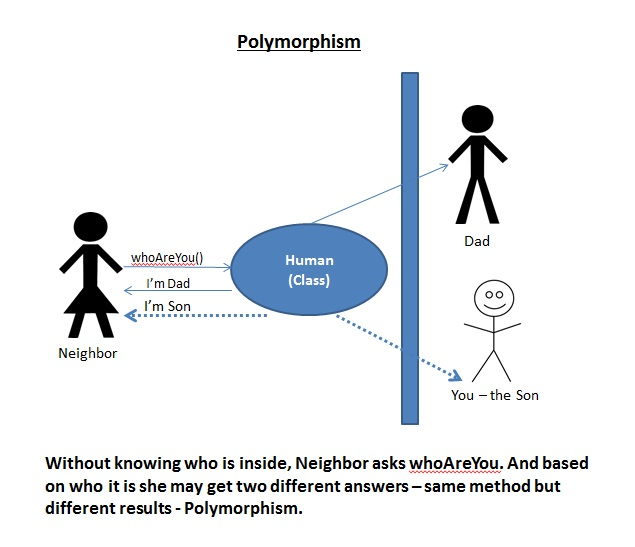 Polymorphism
whoAreYou()
I'm Dad
I'm Son
Neighbor
Human
(Class)
Dad
You – the Son
Without knowing who is inside, Neighbor asks whoAreYou. And based
on who it is she may get two different answers – same method but
different results - Polymorphism.